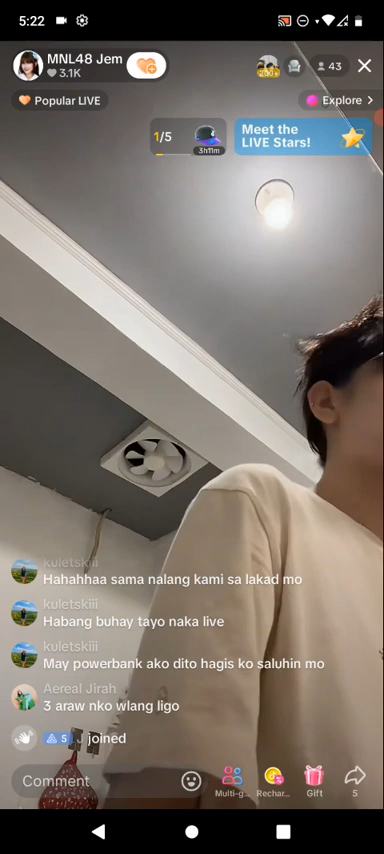 5:22
MNL48 Jem
3.1K
43
Popular LIVE
Explore
1/5
3h11m
Meet the
LIVE Stars!
kuletskiii
Hahahhaa sama nalang kami sa lakad mo
kuletskiii
Habang buhay tayo naka live
kuletskiii
May powerbank ako dito hagis ko saluhin mo
Aereal Jirah
3 araw nko wlang ligo
5 J joined
Comment
Multi-g...
Rechar...
Gift
5